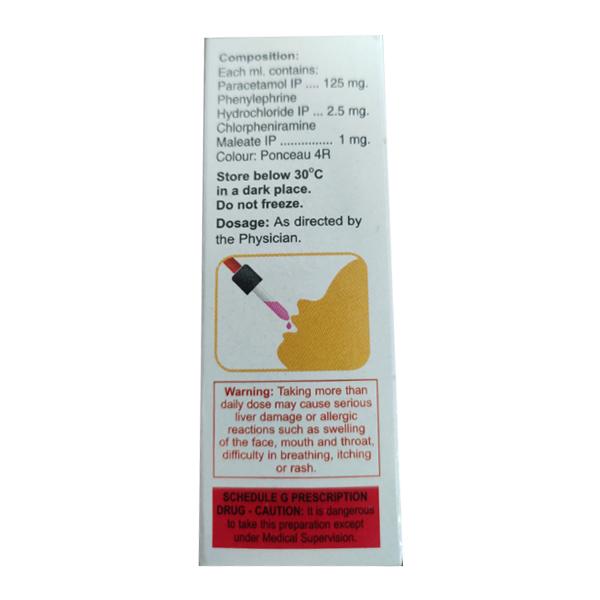 Composition:
Each ml. contains:
Paracetamol IP .... 125 mg.
Phenylephrine
Hydrochloride IP ... 2.5 mg.
Chlorpheniramine
Maleate IP ............... 1 mg.
Colour: Ponceau 4R
Store below 30°C
in a dark place.
Do not freeze.
Dosage: As directed by
the Physician.
Warning: Taking more than
daily dose may cause serious
liver damage or allergic
reactions such as swelling
of the face, mouth and throat,
difficulty in breathing, itching
or rash.
SCHEDULE G PRESCRIPTION
DRUG - CAUTION: It is dangerous
to take this preparation except
under Medical Supervision.